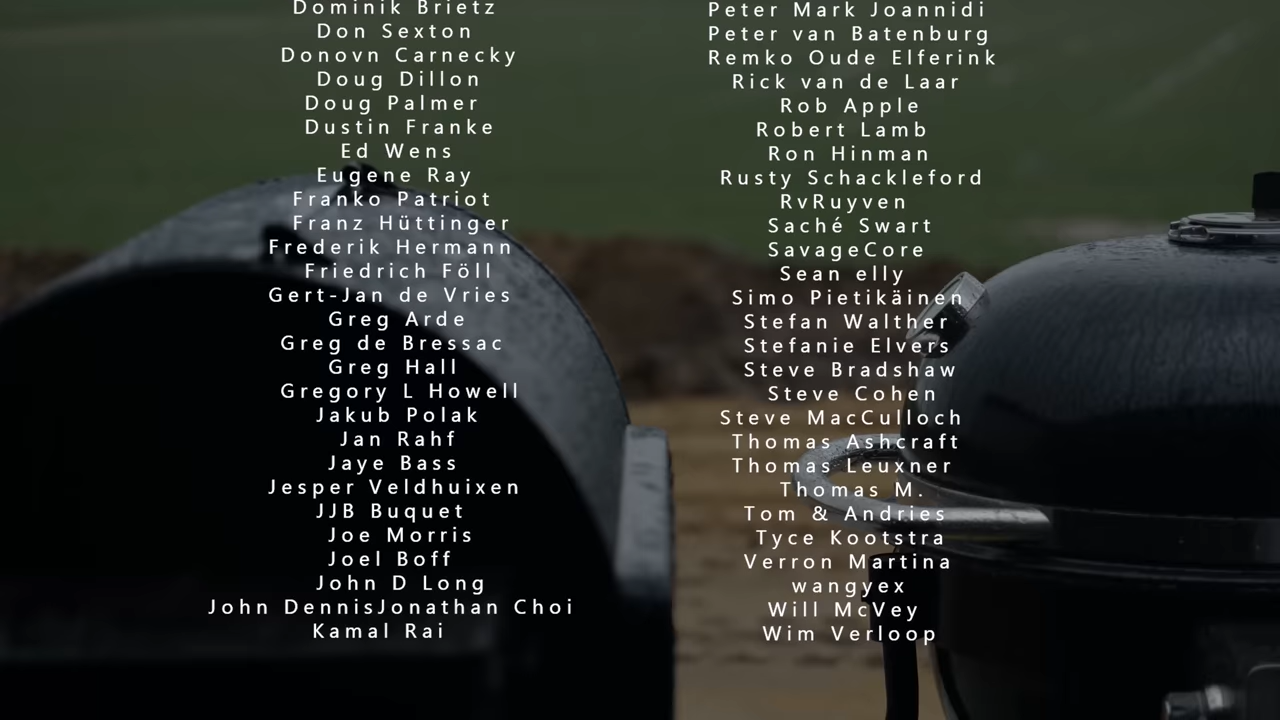 Dominik Brietz
Don Sexton
Donovn Carnecky
Doug Dillon
Doug Palmer
Dustin Franke
Ed Wens
Eugene Ray
Franko Patriot
Franz Hüttinger
Frederik Hermann
Friedrich Föll
Gert-Jan de Vries
Greg Arde
Greg de Bressac
Greg Hall
Gregory L Howell
Jakub Polak
Jan Rahf
Jaye Bass
Jesper Veldhuixen
JJB Buquet
Joe Morris
Joel Boff
John D Long
John DennisJonathan Choi
Kamal Rai
Peter Mark Joannidi
Peter van Batenburg
Remko Oude Elferink
Rick van de Laar
Rob Apple
Robert Lamb
Ron Hinman
Rusty Schackleford
RvRuyven
Saché Swart
SavageCore
Sean elly
Simo Pietikäinen
Stefan Walther
Stefanie Elvers
Steve Bradshaw
Steve Cohen
Steve MacCulloch
Thomas Ashcraft
Thomas Leuxner
Thomas M.
Tom & Andries
Tyce Kootstra
Verron Martina
wangyex
Will McVey
Wim Verloop